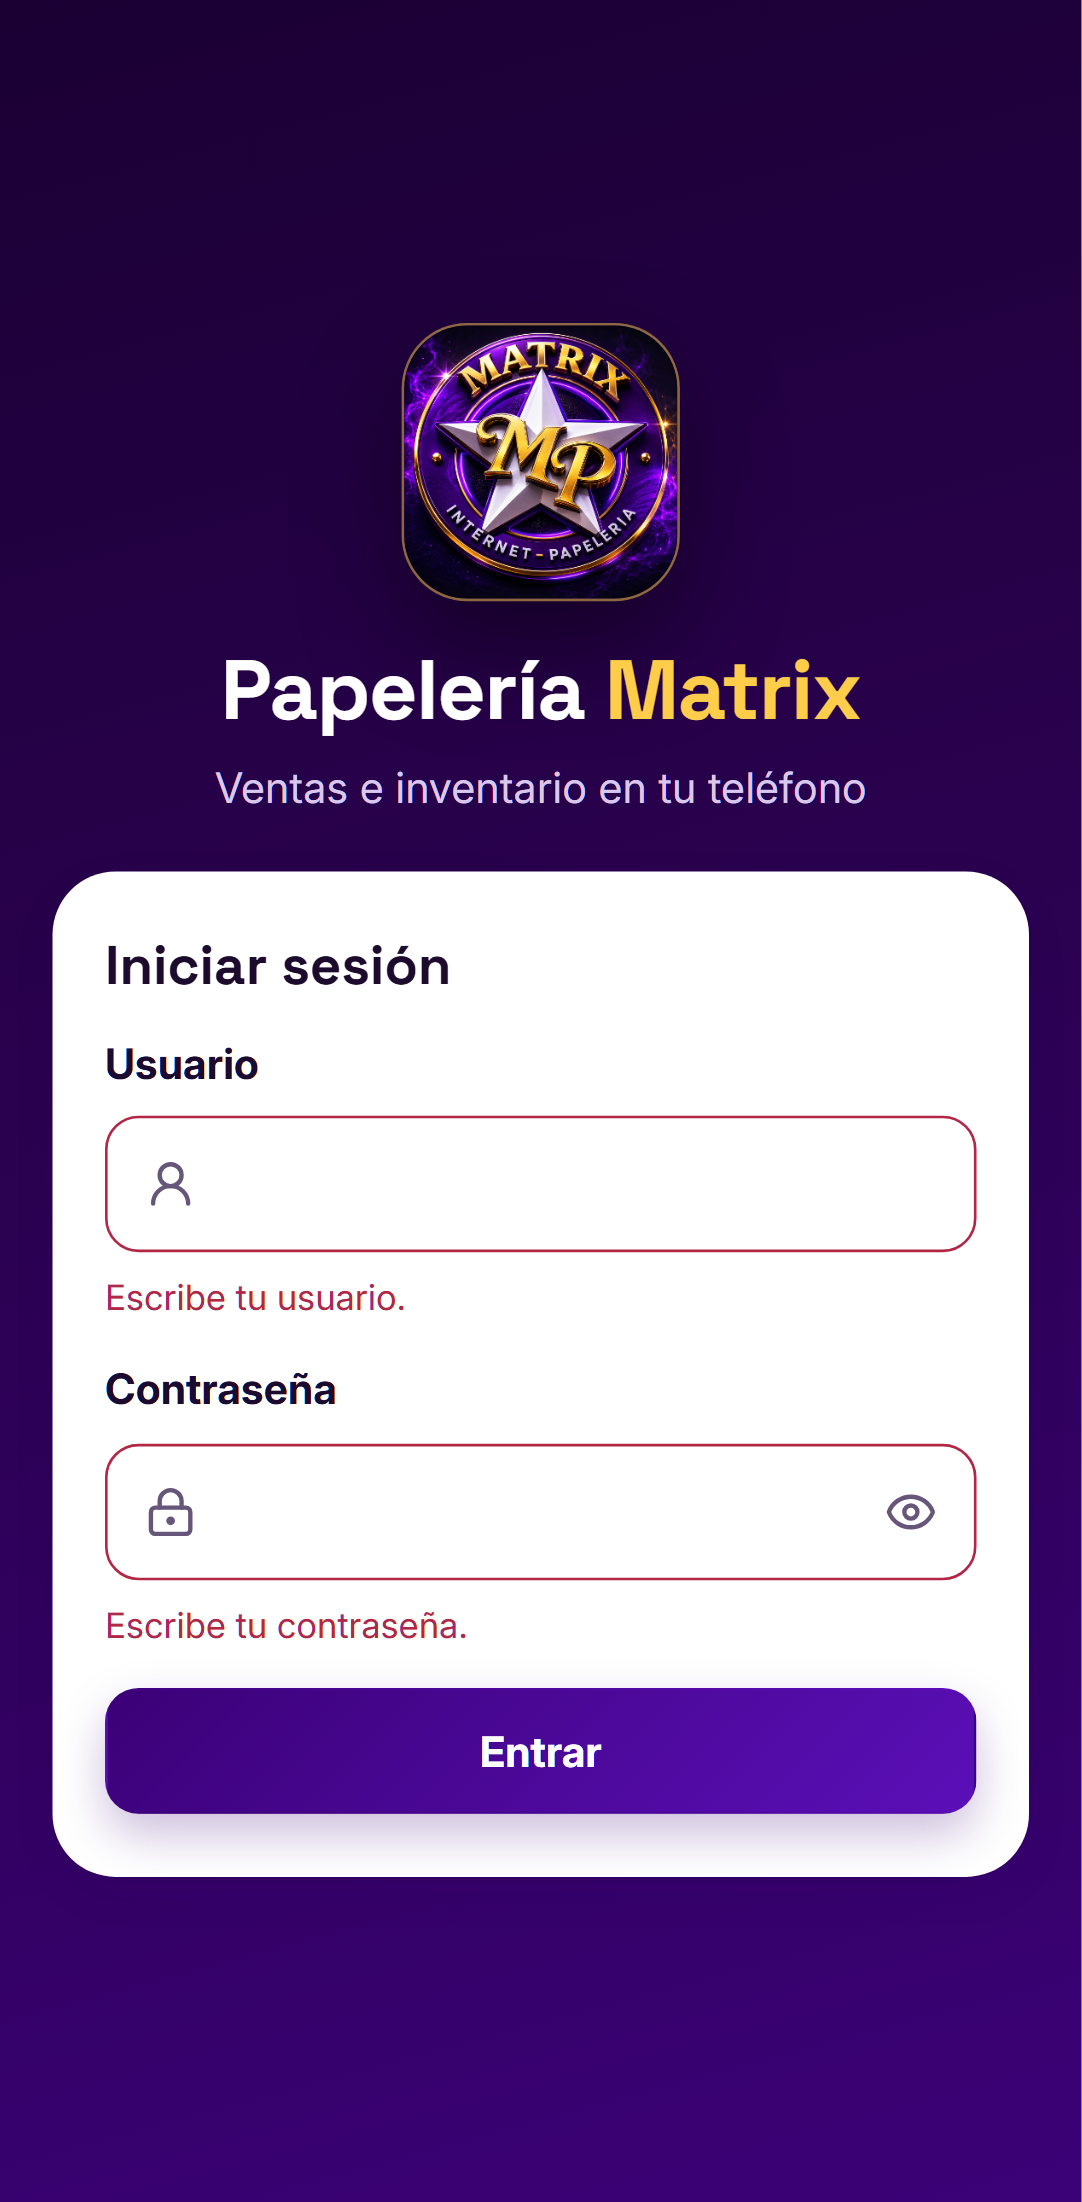 MATRIX
MP
INTERNET - PAPELERIA
Papelería Matrix
Ventas e inventario en tu teléfono
Iniciar sesión
Usuario
Escribe tu usuario.
Contraseña
Escribe tu contraseña.
Entrar